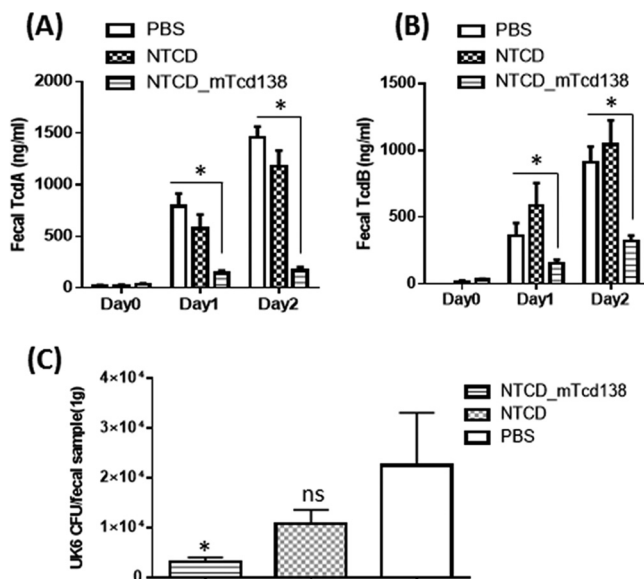 (A)
PBS
NTCD
NTCD_mTcd138
Fecal TcdA (ng/ml)
2000
1500
1000
500
0
*
*
Day0 Day1 Day2
(B)
PBS
NTCD
NTCD_mTcd138
Fecal TcdB (ng/ml)
1500
1000
500
0
*
*
Day0 Day1 Day2
(C)
UK6 CFU/fecal sample(1g)
4×10⁴
3×10⁴
2×10⁴
1×10⁴
0
*
ns
NTCD_mTcd138
NTCD
PBS